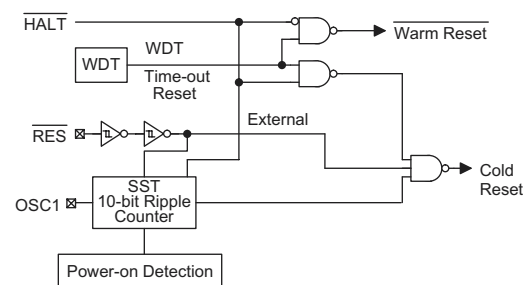 HALT
WDT
WDT
Time-out
Reset
Warm Reset
RES
External
Cold
Reset
OSC1
SST
10-bit Ripple
Counter
Power-on Detection